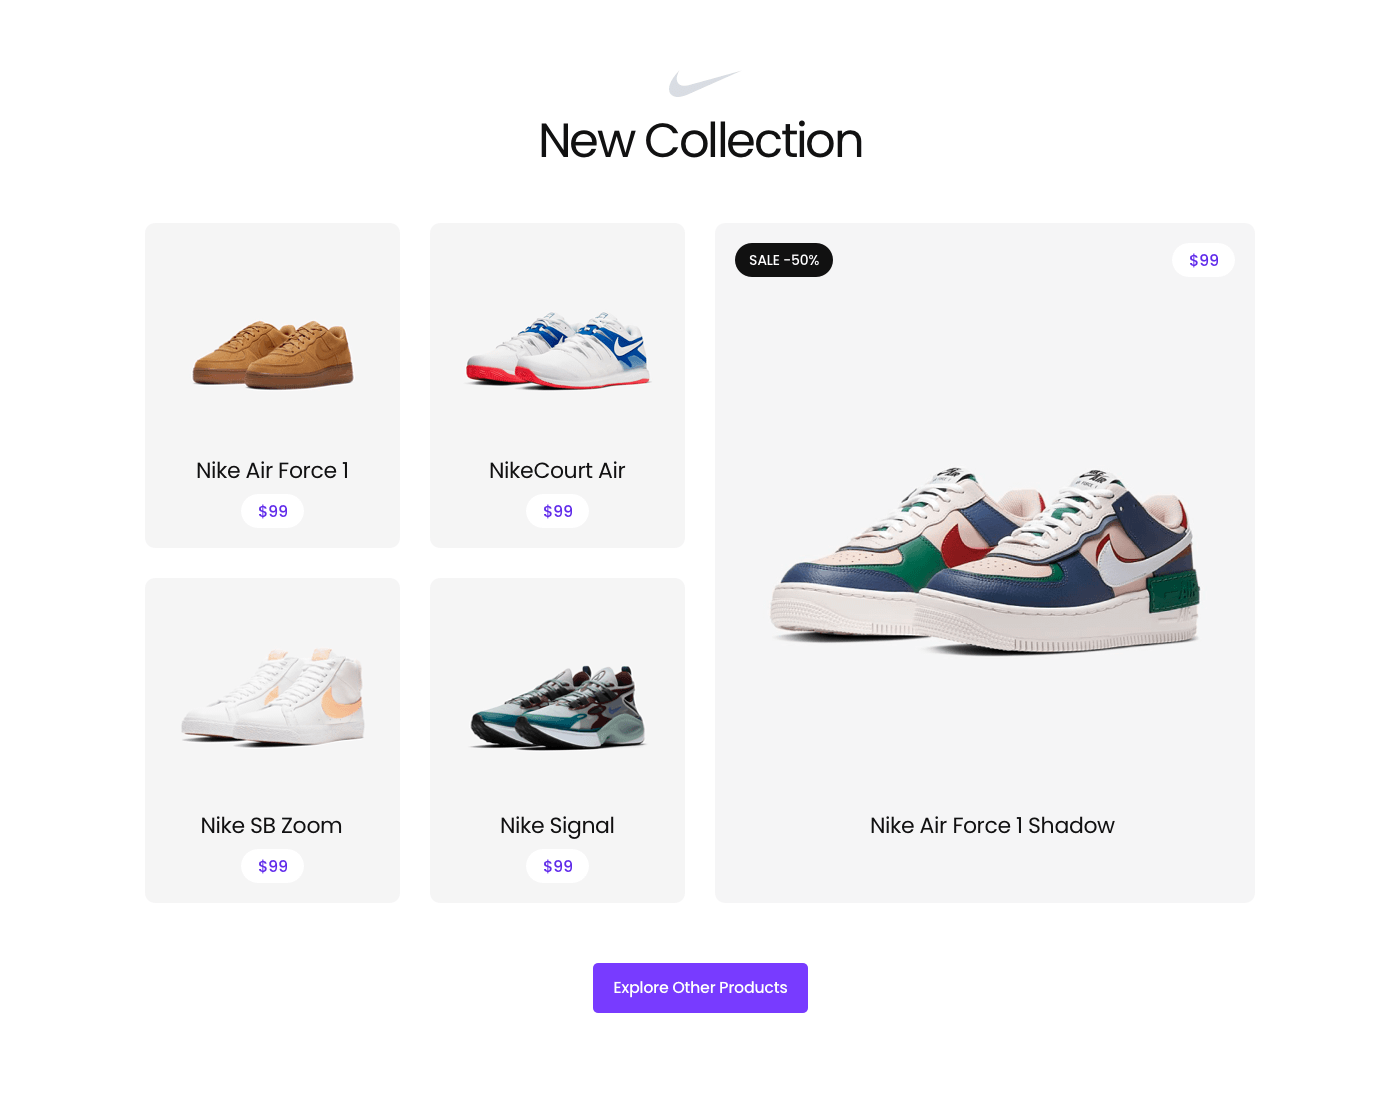 New Collection
Nike Air Force 1
$99
NikeCourt Air
$99
SALE -50%
$99
Nike Air Force 1 Shadow
Nike SB Zoom
$99
Nike Signal
$99
Explore Other Products